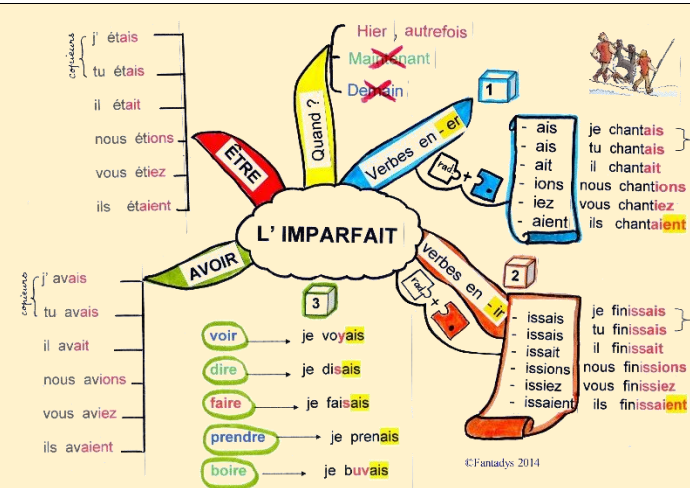 L' IMPARFAIT
Quand ?
Hier , autrefois
Maintenant
Demain
ÊTRE
copieurs
j' étais
tu étais
il était
nous étions
vous étiez
ils étaient
AVOIR
copieurs
j' avais
tu avais
il avait
nous avions
vous aviez
ils avaient
1
Verbes en - er
rad +
- ais
- ais
- ait
- ions
- iez
- aient
je chantais
tu chantais
il chantait
nous chantions
vous chantiez
ils chantaient
2
verbes en - ir
rad +
- issais
- issais
- issait
- issions
- issiez
- issaient
je finissais
tu finissais
il finissait
nous finissions
vous finissiez
ils finissaient
3
voir je voyais
dire je disais
faire je faisais
prendre je prenais
boire je buvais
©Fantadys 2014